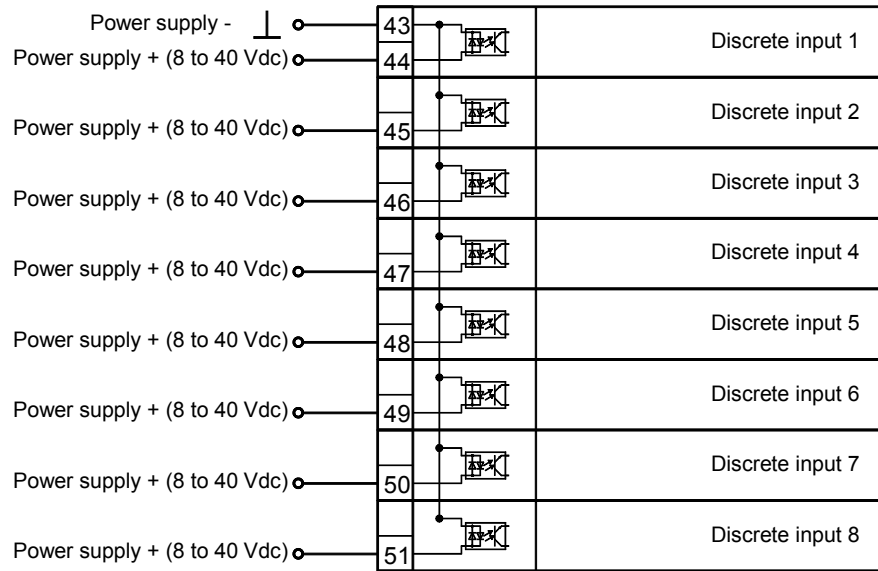 Power supply - 43
Discrete input 1
Power supply + (8 to 40 Vdc) 44
Discrete input 2
Power supply + (8 to 40 Vdc) 45
Discrete input 3
Power supply + (8 to 40 Vdc) 46
Discrete input 4
Power supply + (8 to 40 Vdc) 47
Discrete input 5
Power supply + (8 to 40 Vdc) 48
Discrete input 6
Power supply + (8 to 40 Vdc) 49
Discrete input 7
Power supply + (8 to 40 Vdc) 50
Discrete input 8
Power supply + (8 to 40 Vdc) 51